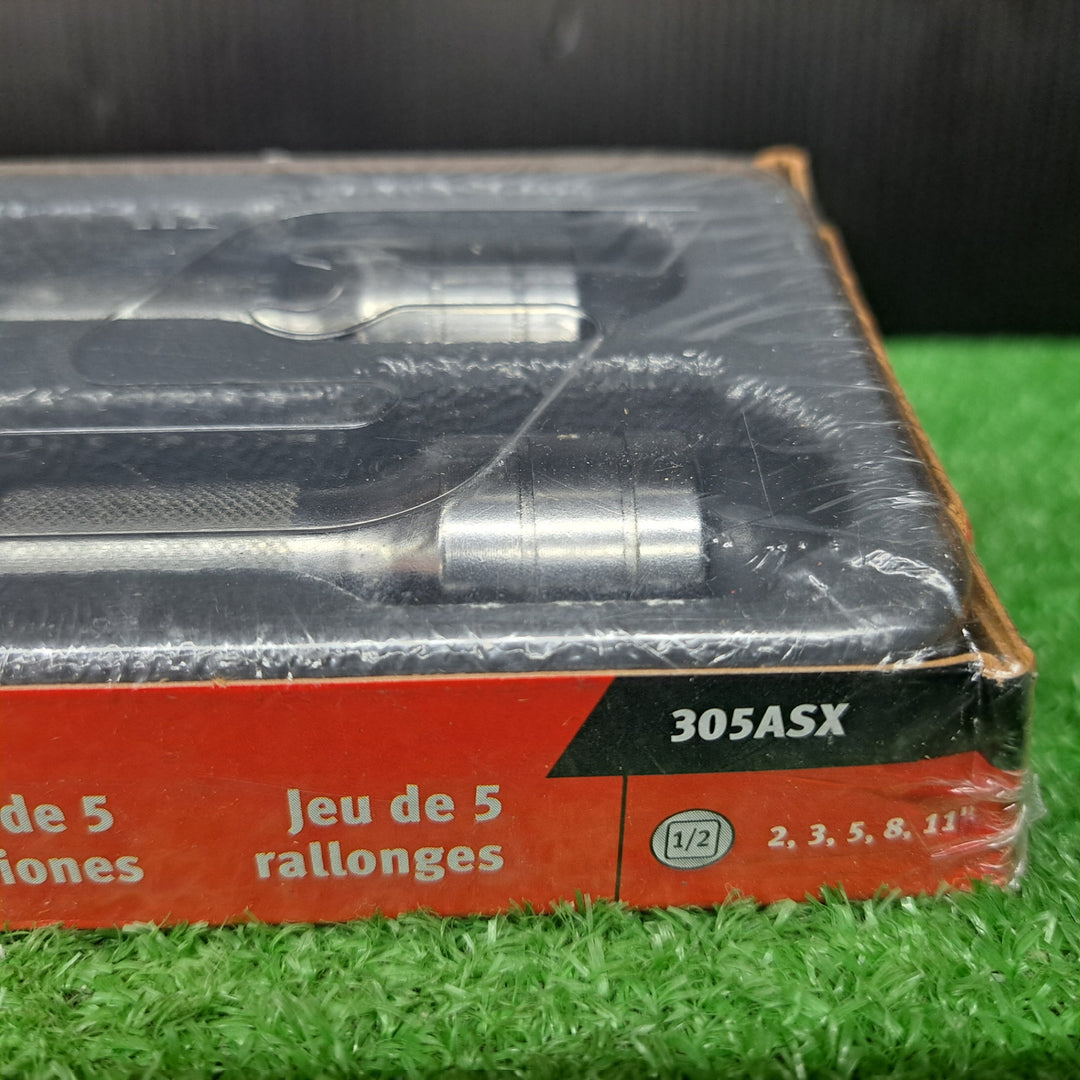 305ASX
de 5
iones
Jeu de 5
rallonges
1/2
2, 3, 5, 8, 11"